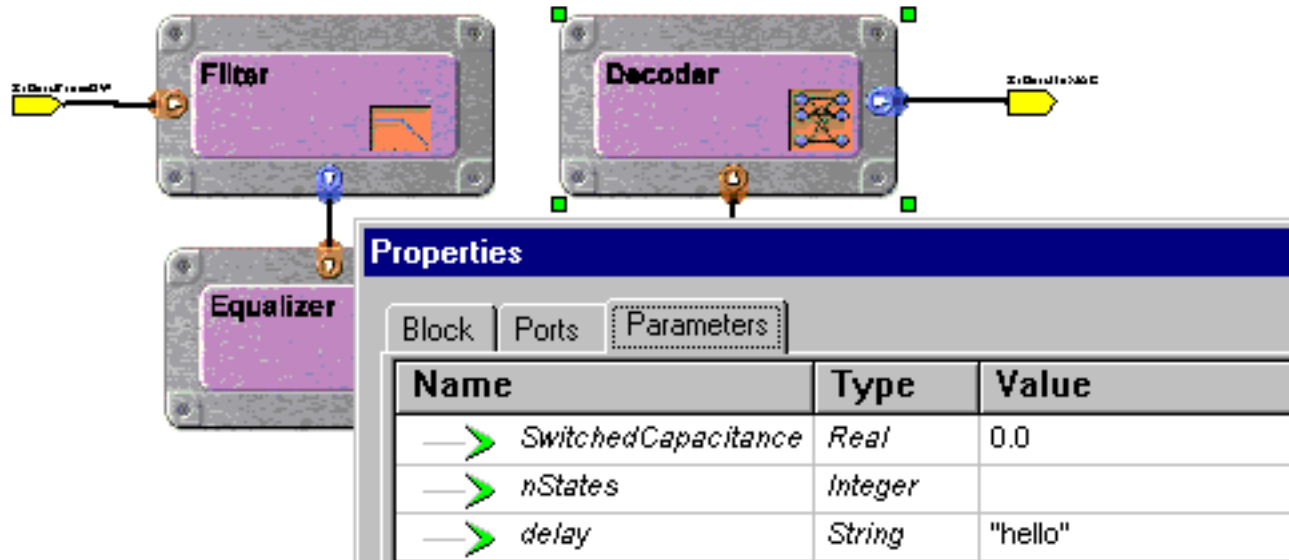 Filter
Decoder
Equalizer
Properties
Block Ports Parameters
Name Type Value
SwitchedCapacitance Real 0.0
nStates Integer
delay String "hello"